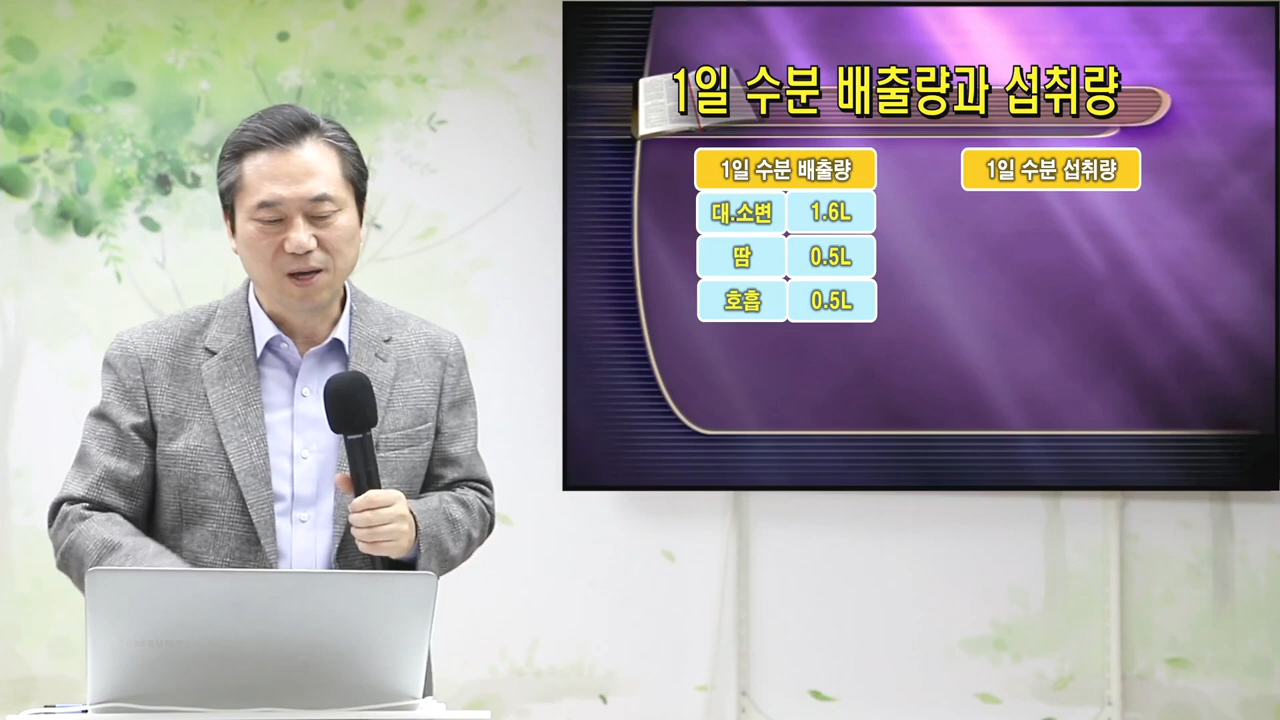 1일 수분 배출량과 섭취량
1일 수분 배출량
1일 수분 섭취량
대.소변 1.6L
땀 0.5L
호흡 0.5L